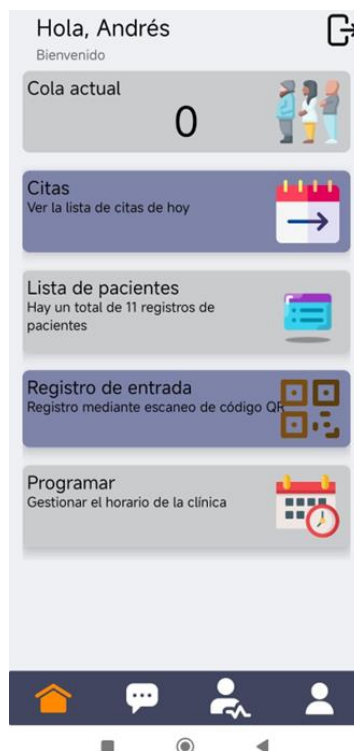 Hola, Andrés
Bienvenido
Cola actual
0
Citas
Ver la lista de citas de hoy
Lista de pacientes
Hay un total de 11 registros de
pacientes
Registro de entrada
Registro mediante escaneo de código QR
Programar
Gestionar el horario de la clínica